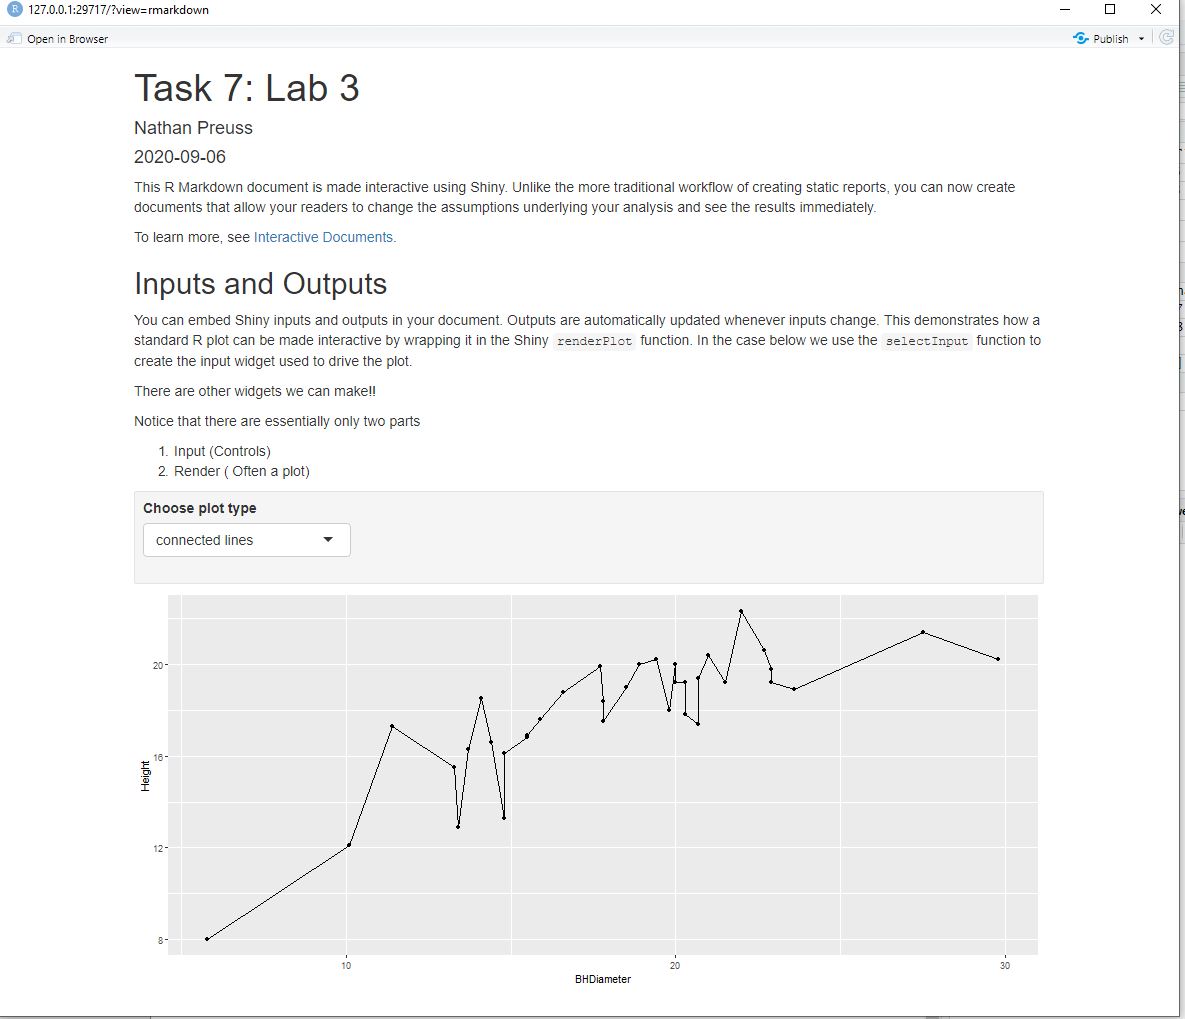 R 127.0.0.1:29717/?view=rmarkdown
Open in Browser
Publish
Task 7: Lab 3
Nathan Preuss
2020-09-06
This R Markdown document is made interactive using Shiny. Unlike the more traditional workflow of creating static reports, you can now create
documents that allow your readers to change the assumptions underlying your analysis and see the results immediately.
To learn more, see Interactive Documents.
Inputs and Outputs
You can embed Shiny inputs and outputs in your document. Outputs are automatically updated whenever inputs change. This demonstrates how a
standard R plot can be made interactive by wrapping it in the Shiny renderPlot function. In the case below we use the selectInput function to
create the input widget used to drive the plot.
There are other widgets we can make!!
Notice that there are essentially only two parts
1. Input (Controls)
2. Render ( Often a plot)
Choose plot type
connected lines
20
16
Height
12
8
10 20 30
BHDiameter